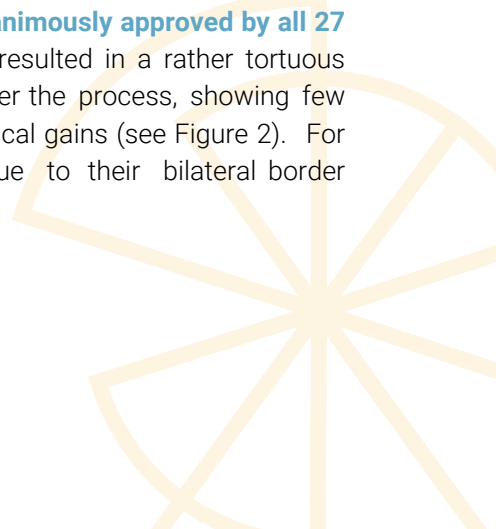 animously approved by all 27
resulted in a rather tortuous
er the process, showing few
cal gains (see Figure 2). For
ue to their bilateral border